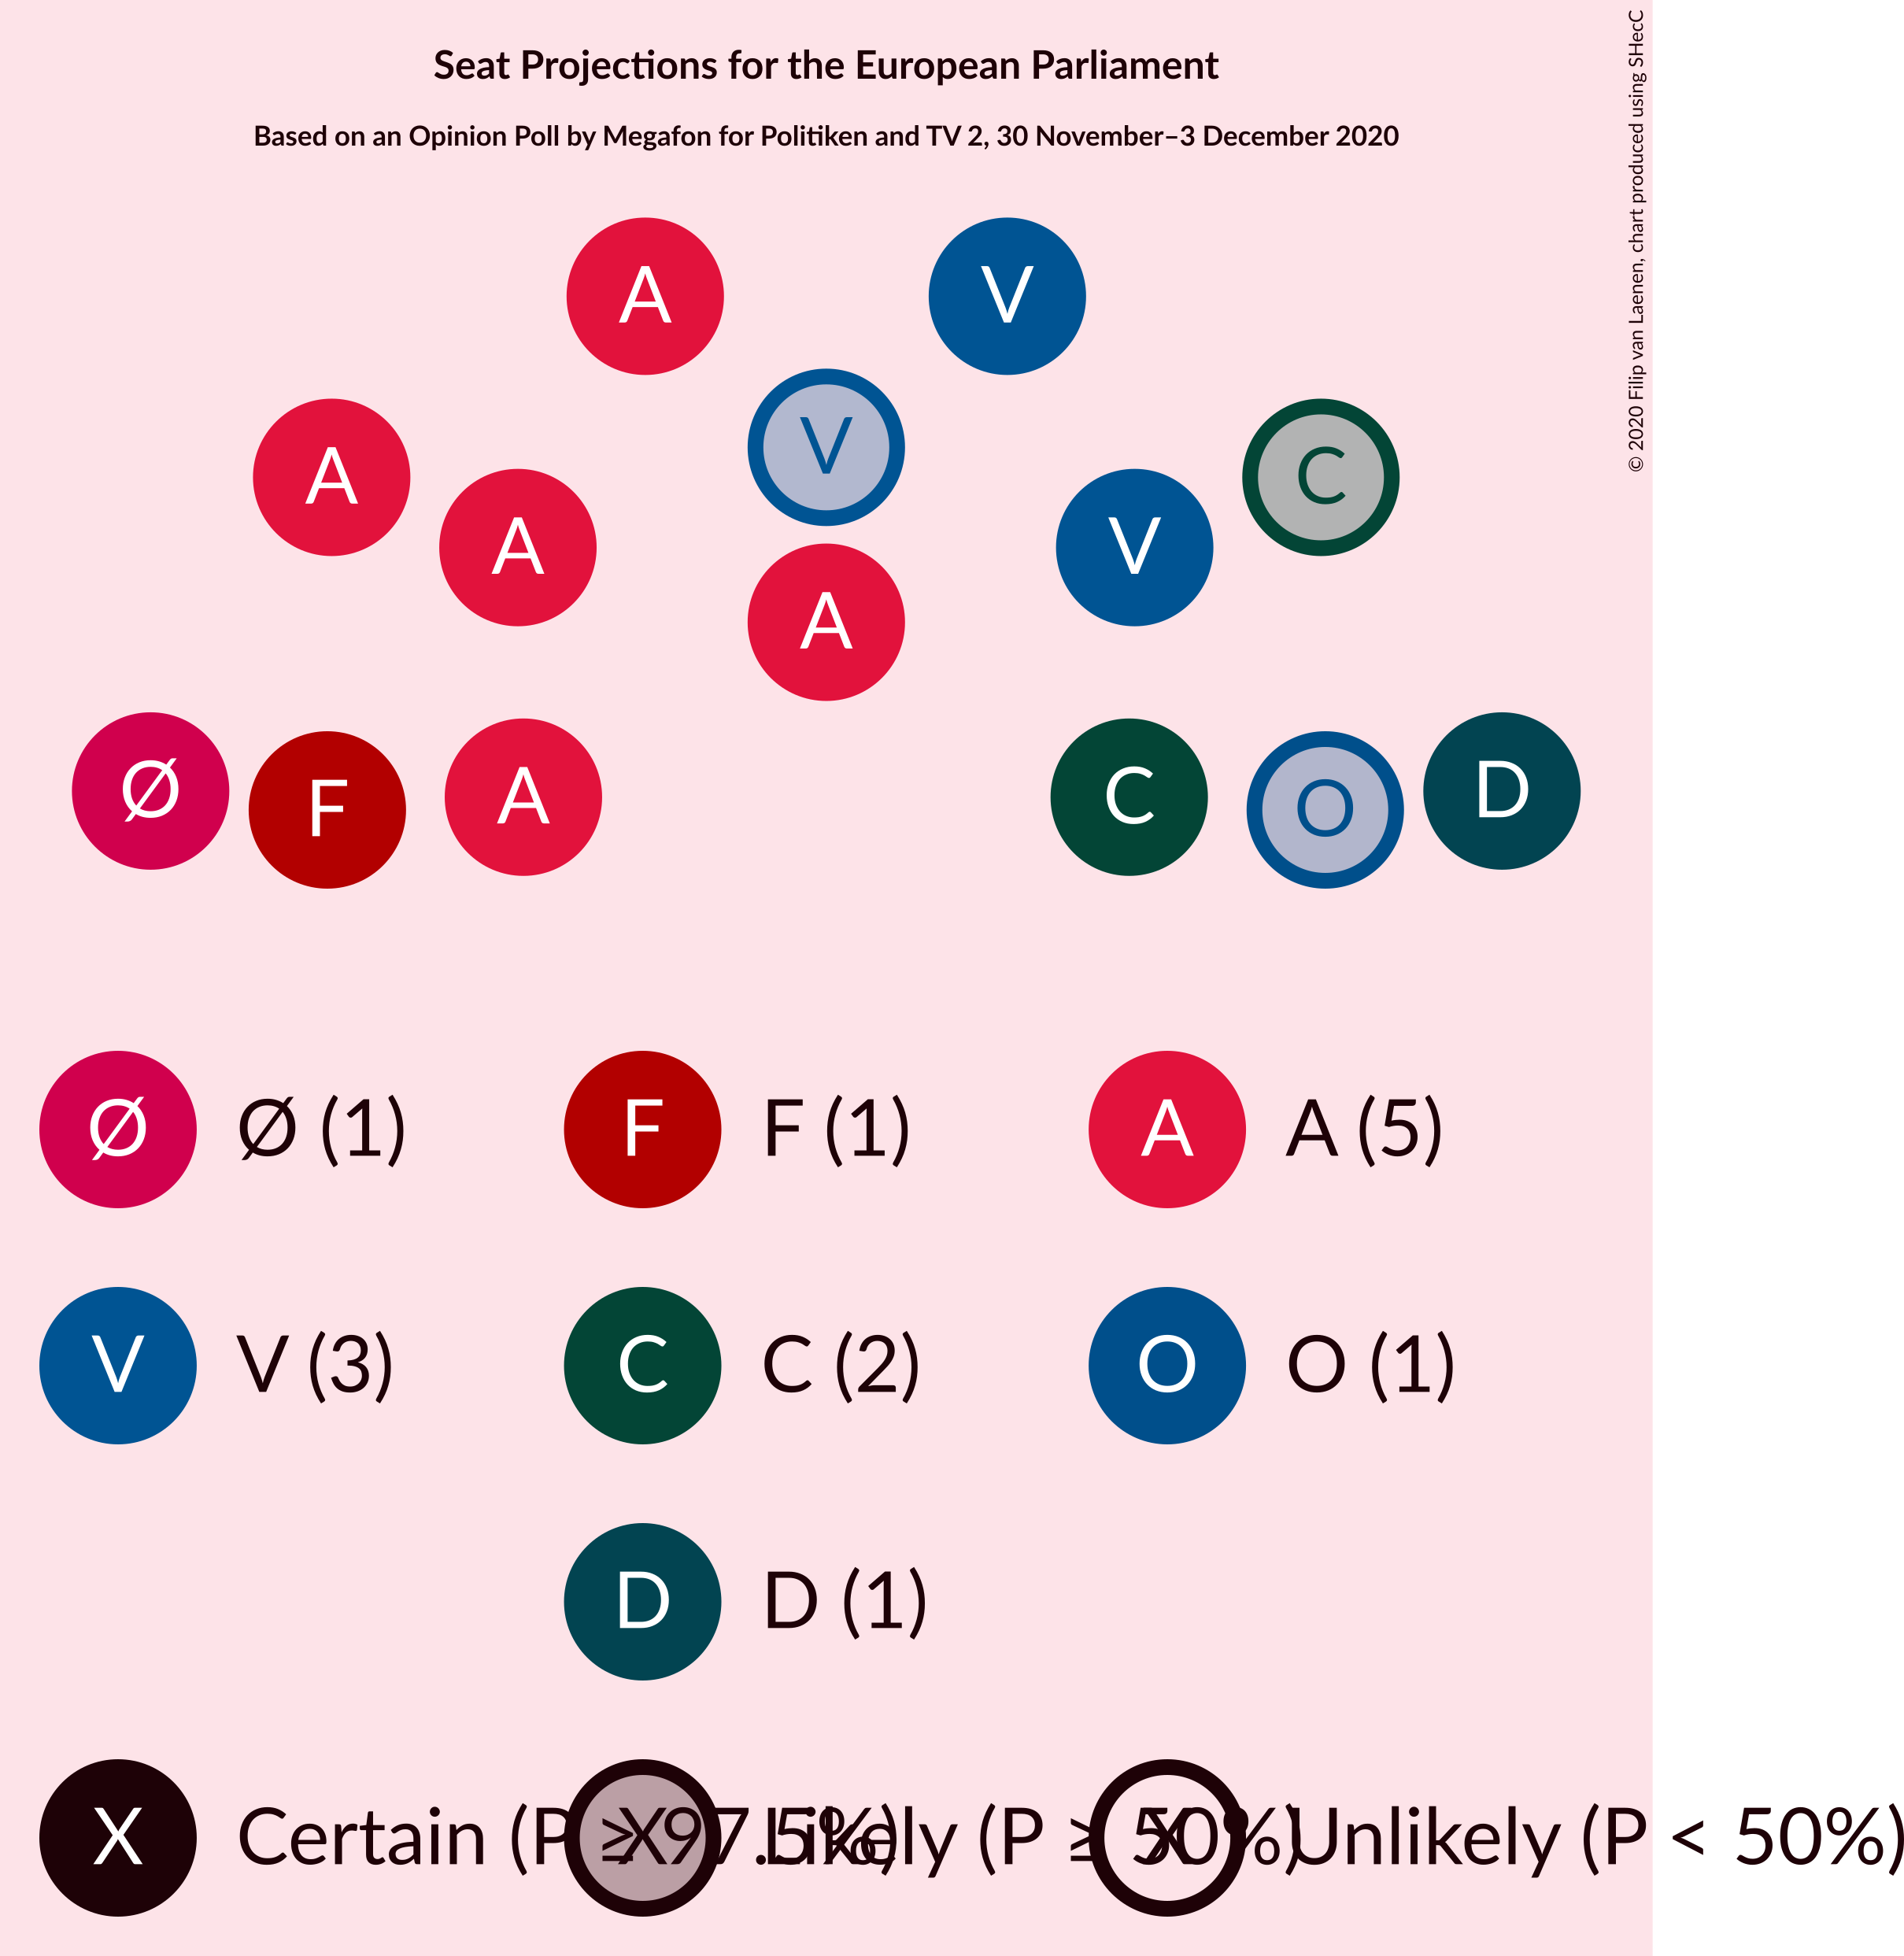 Seat Projections for the European Parliament
Based on an Opinion Poll by Megafon for Politiken and TV 2, 30 November–3 December 2020
© 2020 Filip van Laenen, chart produced using SHecC
A V
V
A C
A V
A
Ø D
F A C O
Ø Ø (1) F F (1) A A (5)
V V (3) C C (2) O O (1)
D D (1)
X Certain (P ≥ 97.5%) X Likely (P ≥ 50%) X Unlikely (P < 50%)